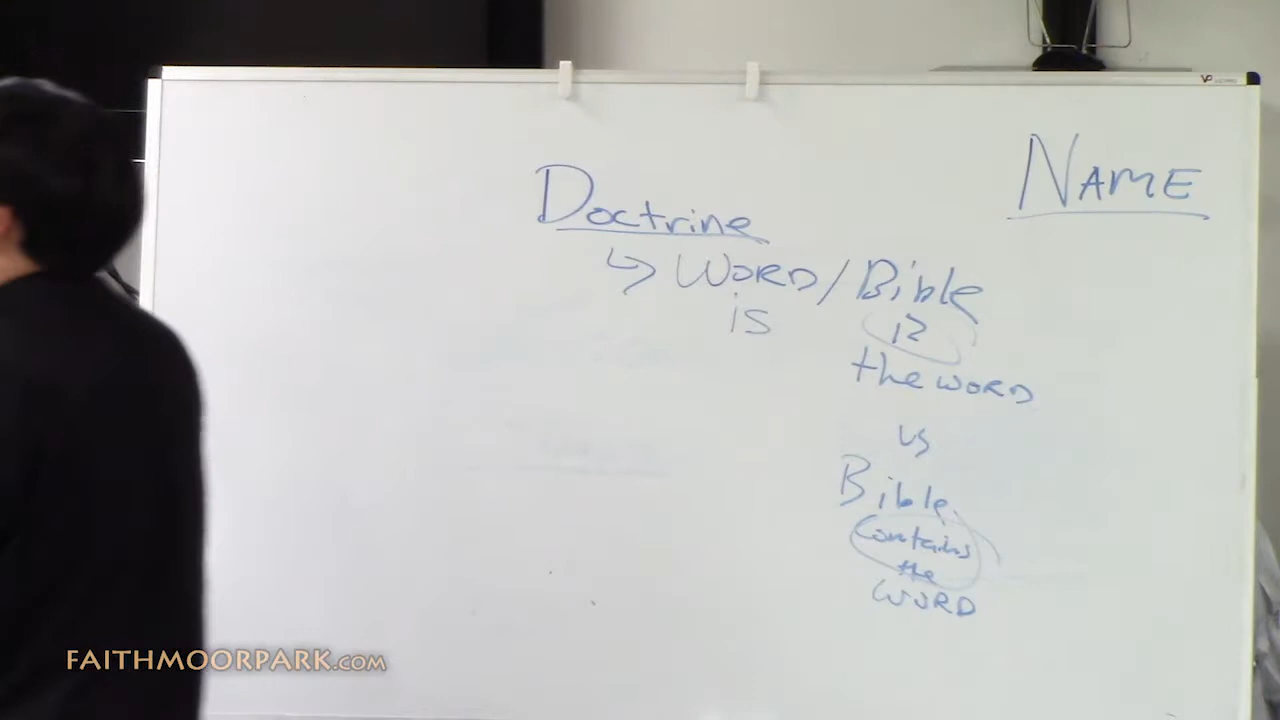 NAME
Doctrine
↳ WORD/Bible
is is
the WORD
vs
Bible
Contains
the
WORD
FAITHMOORPARK.COM